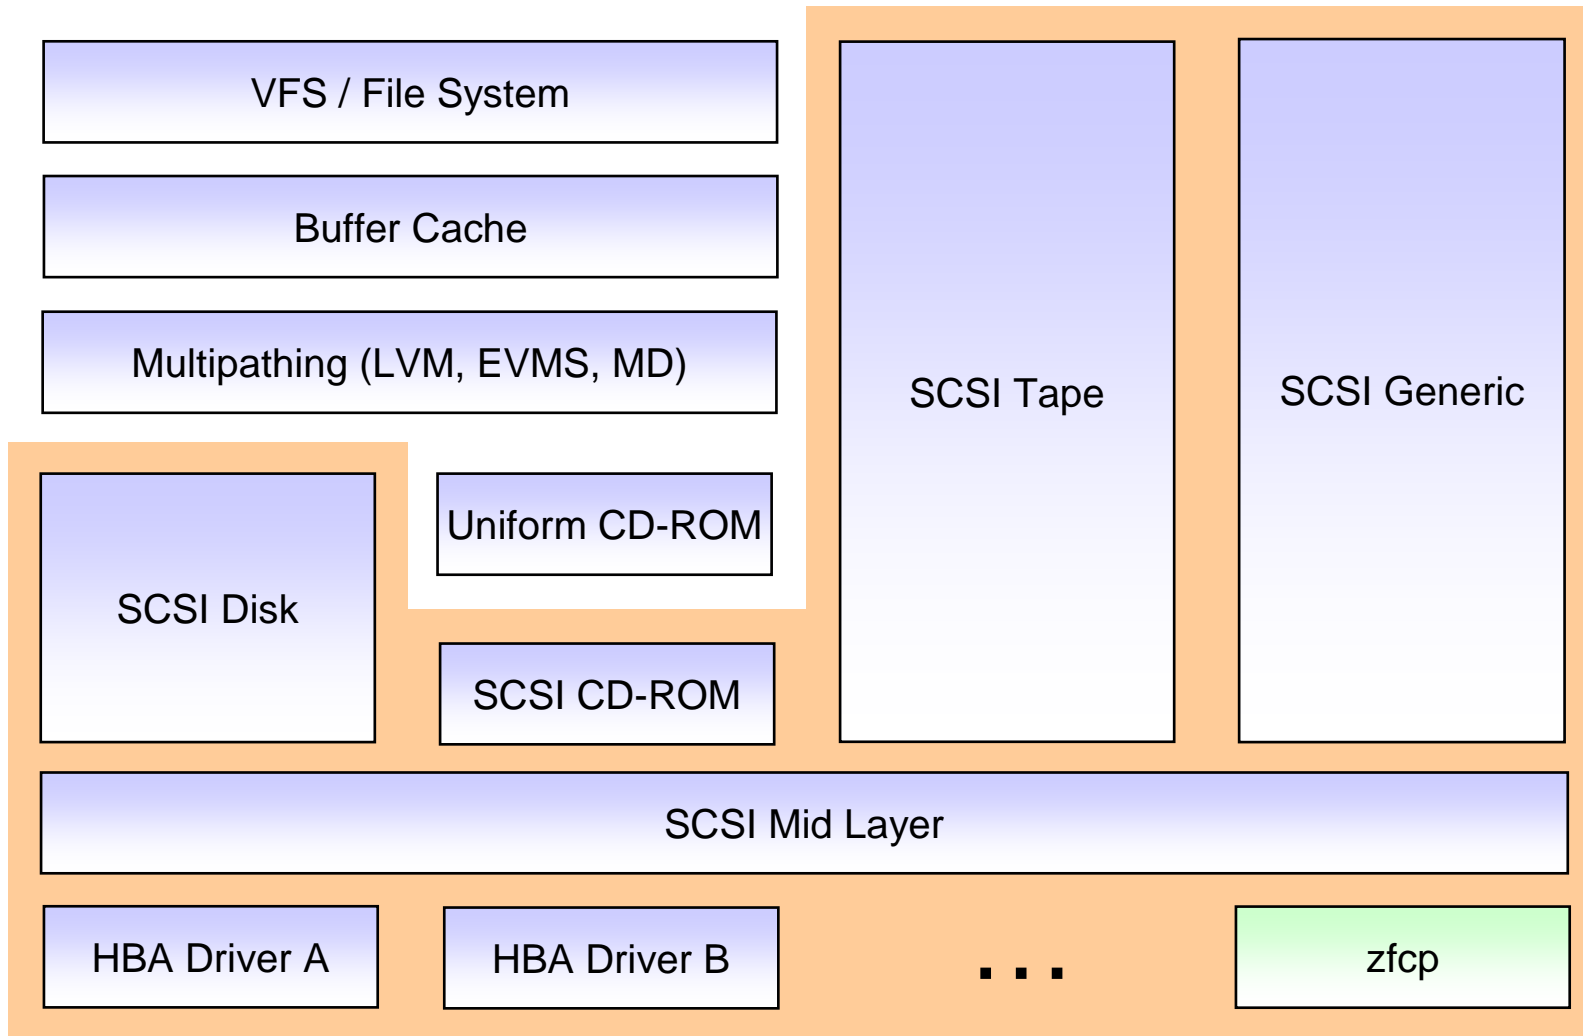 VFS / File System
Buffer Cache
Multipathing (LVM, EVMS, MD)
SCSI Tape
SCSI Generic
Uniform CD-ROM
SCSI Disk
SCSI CD-ROM
SCSI Mid Layer
HBA Driver A
HBA Driver B
...
zfcp